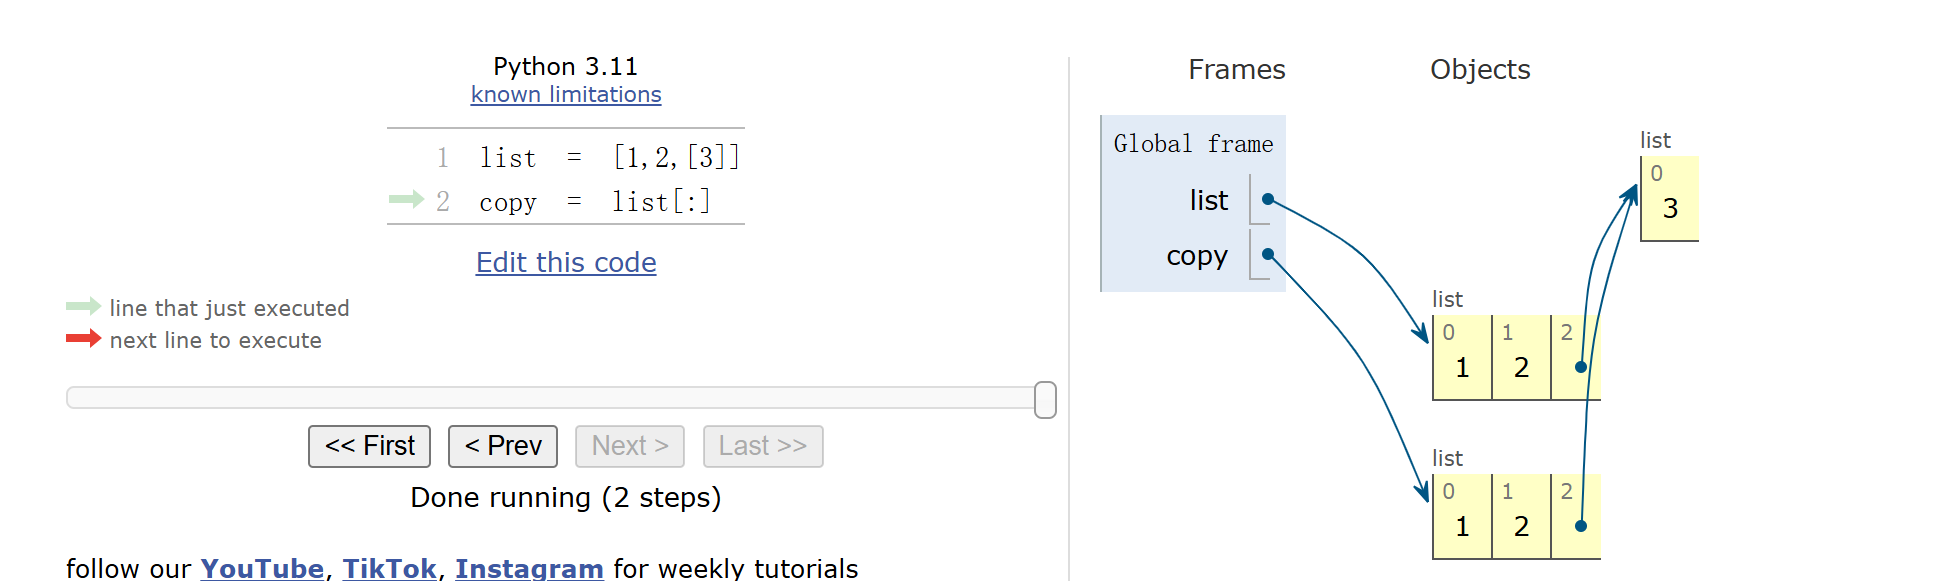 Python 3.11
known limitations
1 list = [1,2,[3]]
2 copy = list[:]
Edit this code
line that just executed
next line to execute
<< First < Prev Next > Last >>
Done running (2 steps)
follow our YouTube, TikTok, Instagram for weekly tutorials
Frames Objects
Global frame
list
copy
list
0
3
list
0 1 2
1 2
list
0 1 2
1 2